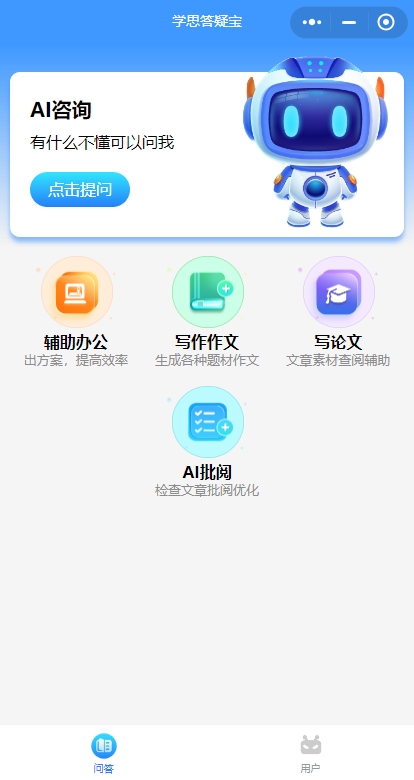 学思答疑宝
AI咨询
有什么不懂可以问我
点击提问
辅助办公
出方案，提高效率
写作作文
生成各种题材作文
写论文
文章素材查阅辅助
AI批阅
检查文章批阅优化
问答
用户